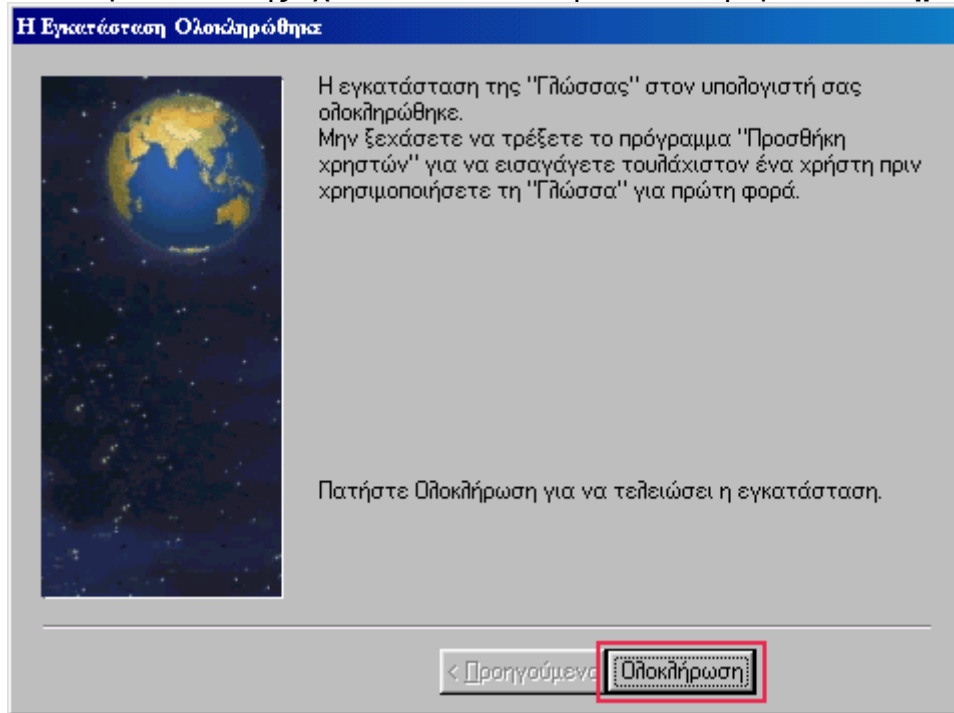 Η Εγκατάσταση Ολοκληρώθηκε
Η εγκατάσταση της "Γλώσσας" στον υπολογιστή σας
ολοκληρώθηκε.
Μην ξεχάσετε να τρέξετε το πρόγραμμα "Προσθήκη
χρηστών" για να εισαγάγετε τουλάχιστον ένα χρήστη πριν
χρησιμοποιήσετε τη "Γλώσσα" για πρώτη φορά.
Πατήστε Ολοκλήρωση για να τελειώσει η εγκατάσταση.
< Προηγούμενο
Ολοκλήρωση